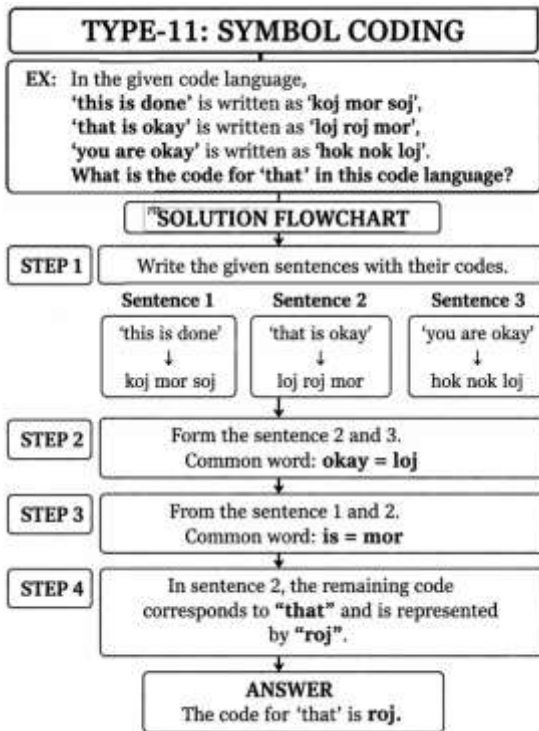 TYPE-11: SYMBOL CODING
EX: In the given code language,
‘this is done’ is written as ‘koj mor soj’,
‘that is okay’ is written as ‘loj roj mor’,
‘you are okay’ is written as ‘hok nok loj’.
What is the code for ‘that’ in this code language?
SOLUTION FLOWCHART
STEP 1
Write the given sentences with their codes.
Sentence 1 Sentence 2 Sentence 3
‘this is done’ ‘that is okay’ ‘you are okay’
↓ ↓ ↓
koj mor soj loj roj mor hok nok loj
STEP 2
Form the sentence 2 and 3.
Common word: okay = loj
STEP 3
From the sentence 1 and 2.
Common word: is = mor
STEP 4
In sentence 2, the remaining code
corresponds to “that” and is represented
by “roj”.
ANSWER
The code for ‘that’ is roj.